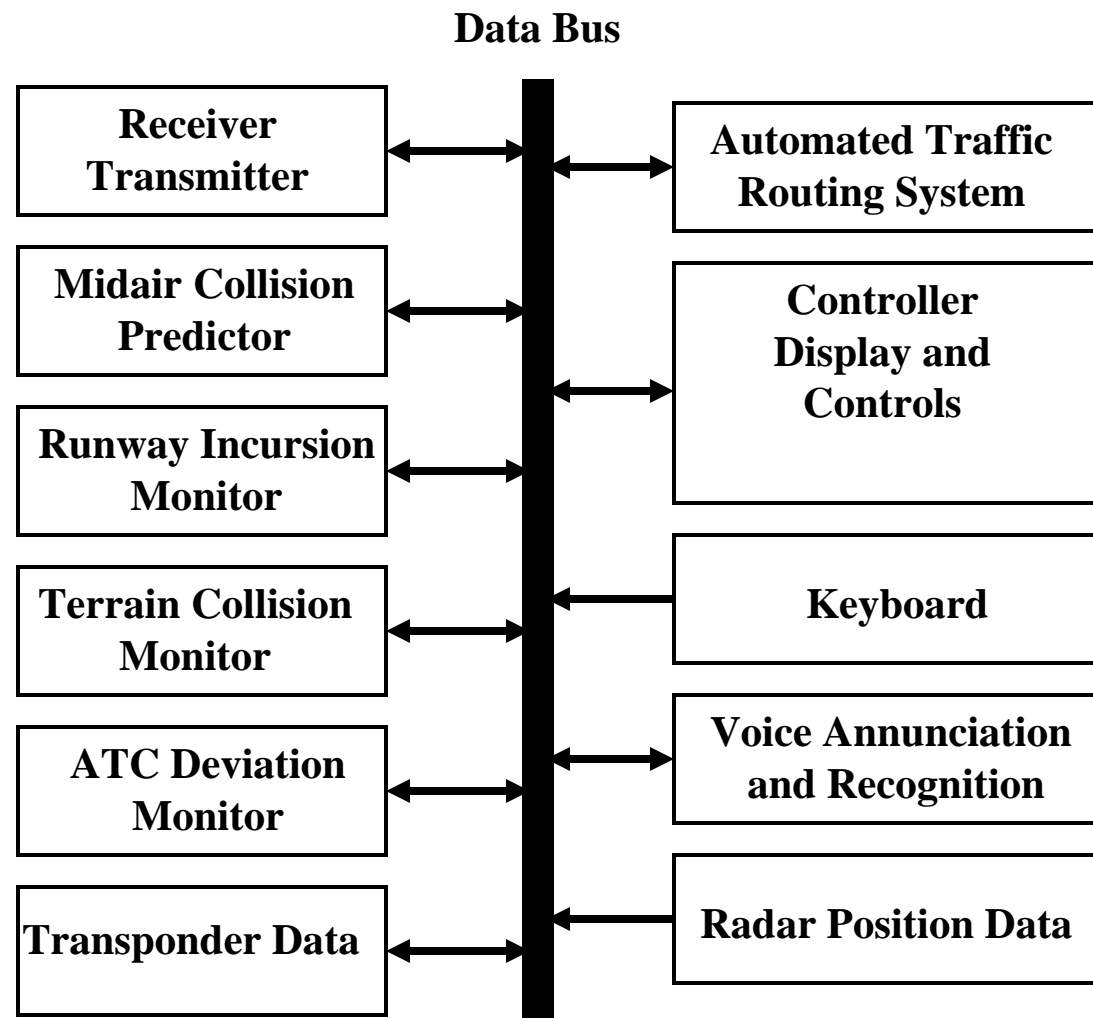 Data Bus
Receiver
Transmitter
Midair Collision
Predictor
Runway Incursion
Monitor
Terrain Collision
Monitor
ATC Deviation
Monitor
Transponder Data
Automated Traffic
Routing System
Controller
Display and
Controls
Keyboard
Voice Annunciation
and Recognition
Radar Position Data